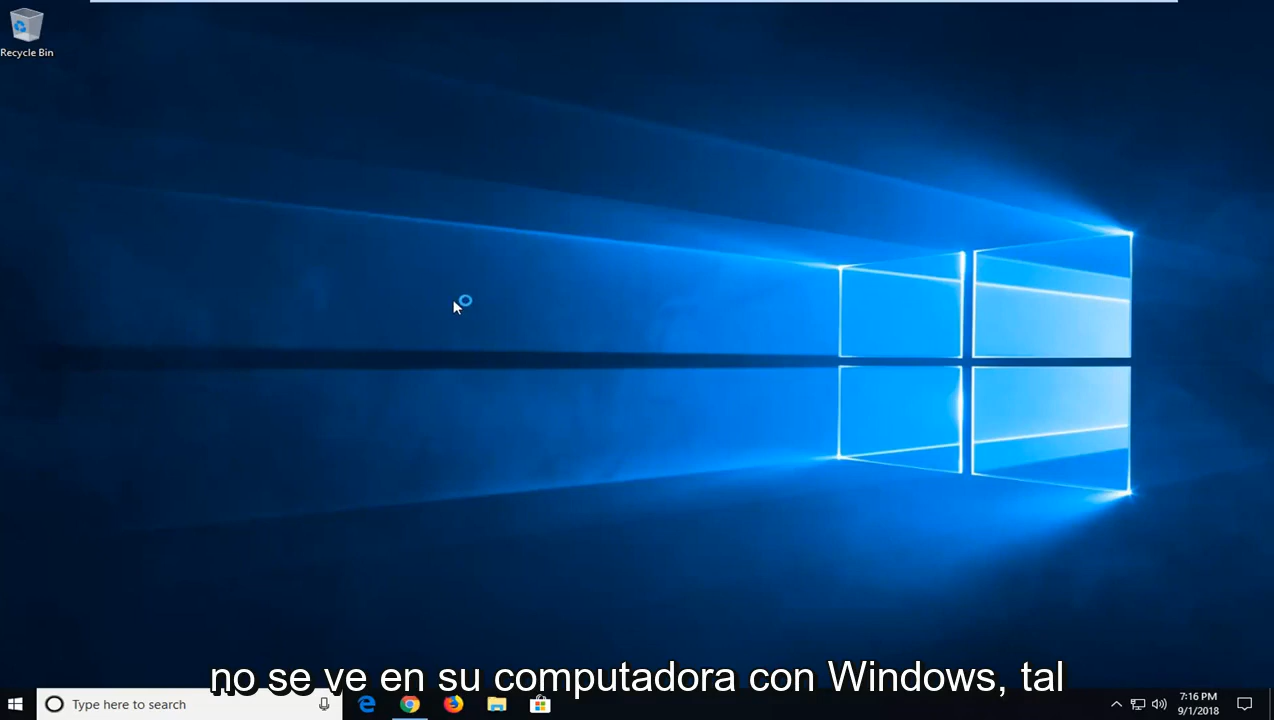 Recycle Bin
no se ve en su computadora con Windows, tal
Type here to search
7:16 PM
9/1/2018